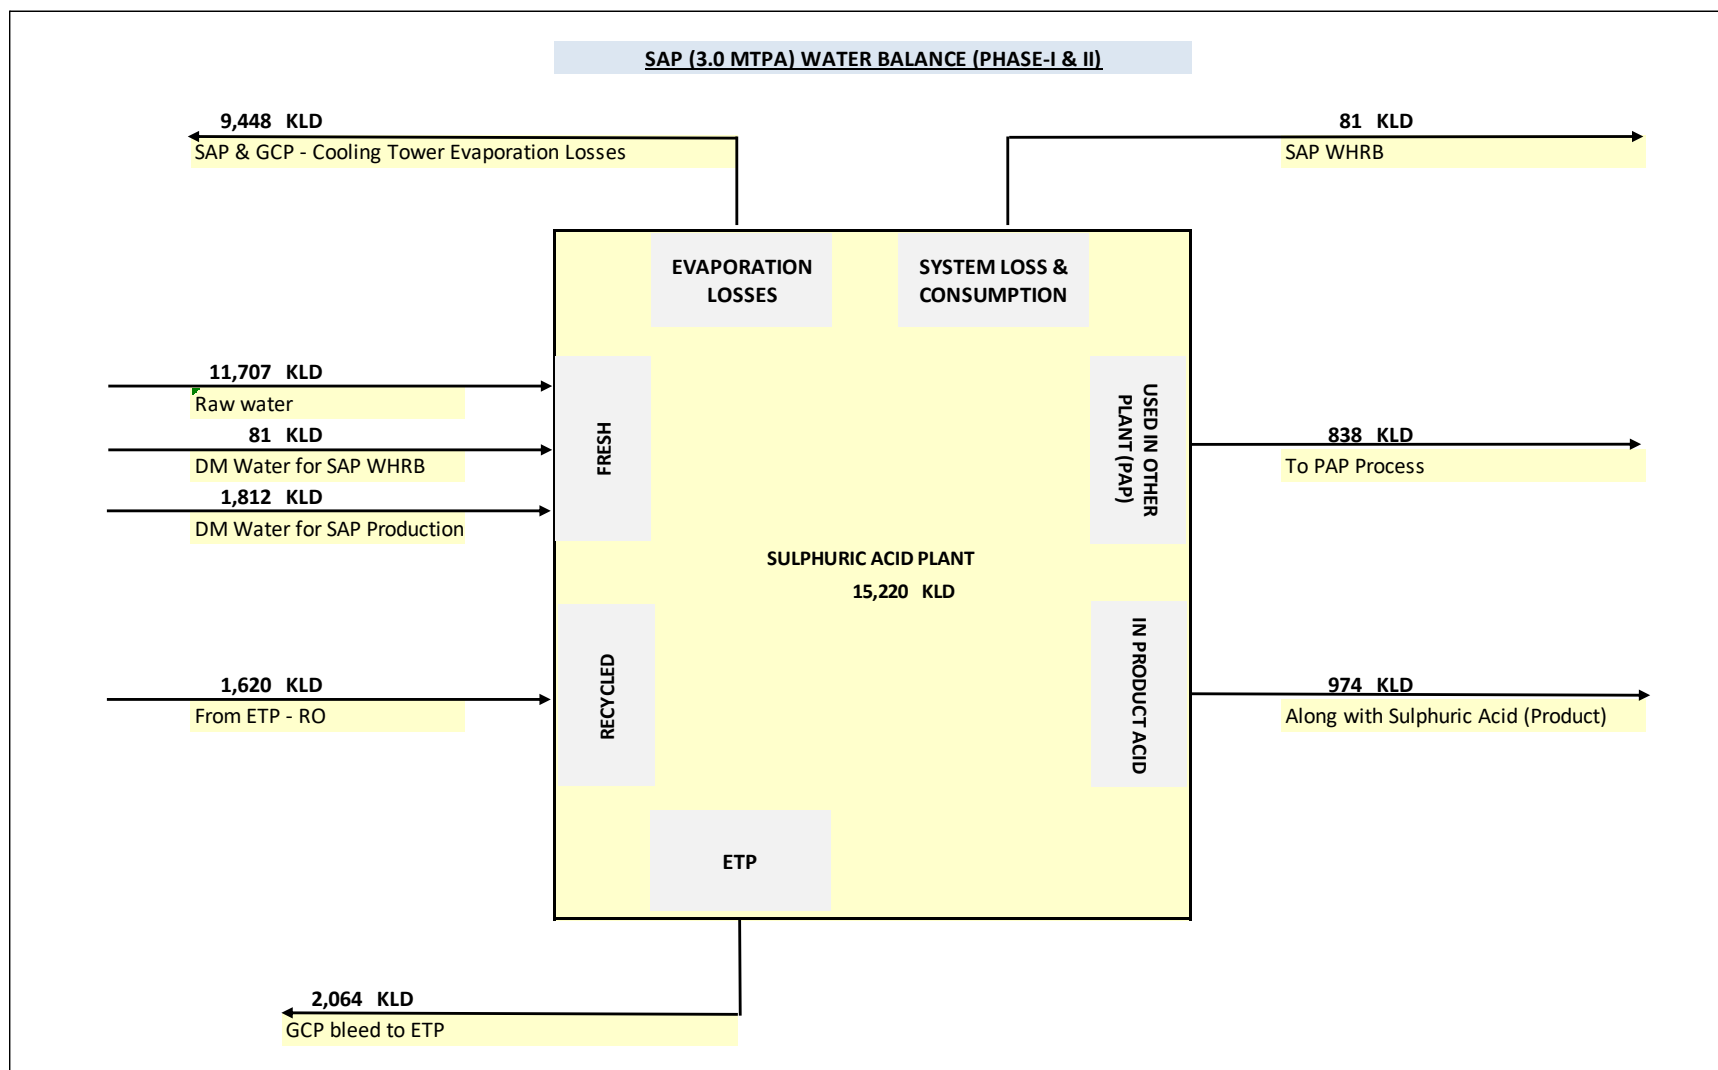 SAP (3.0 MTPA) WATER BALANCE (PHASE-I & II)
9,448 KLD
SAP & GCP - Cooling Tower Evaporation Losses
81 KLD
SAP WHRB
EVAPORATION
LOSSES
SYSTEM LOSS &
CONSUMPTION
11,707 KLD
Raw water
81 KLD
DM Water for SAP WHRB
1,812 KLD
DM Water for SAP Production
FRESH
USED IN OTHER
PLANT (PAP)
838 KLD
To PAP Process
SULPHURIC ACID PLANT
15,220 KLD
1,620 KLD
From ETP - RO
RECYCLED
IN PRODUCT ACID
974 KLD
Along with Sulphuric Acid (Product)
ETP
2,064 KLD
GCP bleed to ETP